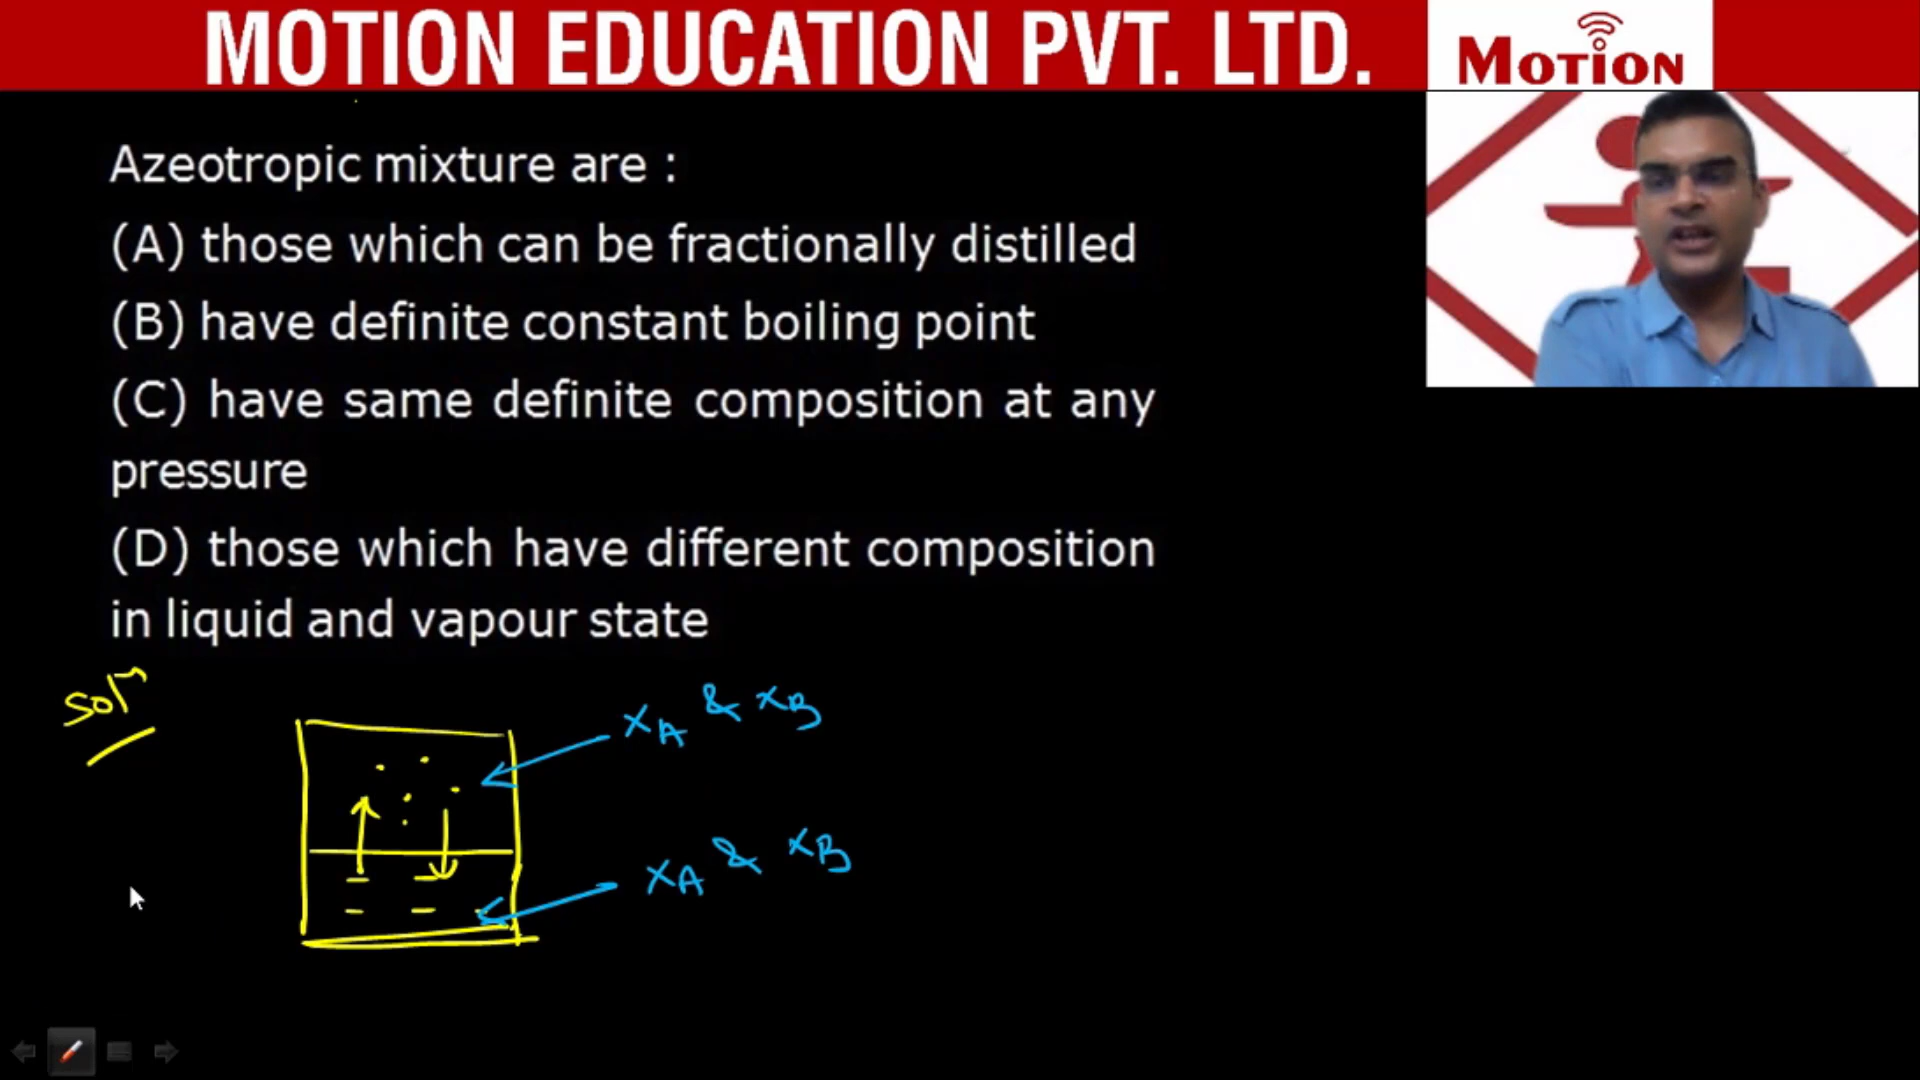 MOTION EDUCATION PVT. LTD.
MOTION
Azeotropic mixture are :
(A) those which can be fractionally distilled
(B) have definite constant boiling point
(C) have same definite composition at any
pressure
(D) those which have different composition
in liquid and vapour state
Solⁿ
xA & xB
xA & xB